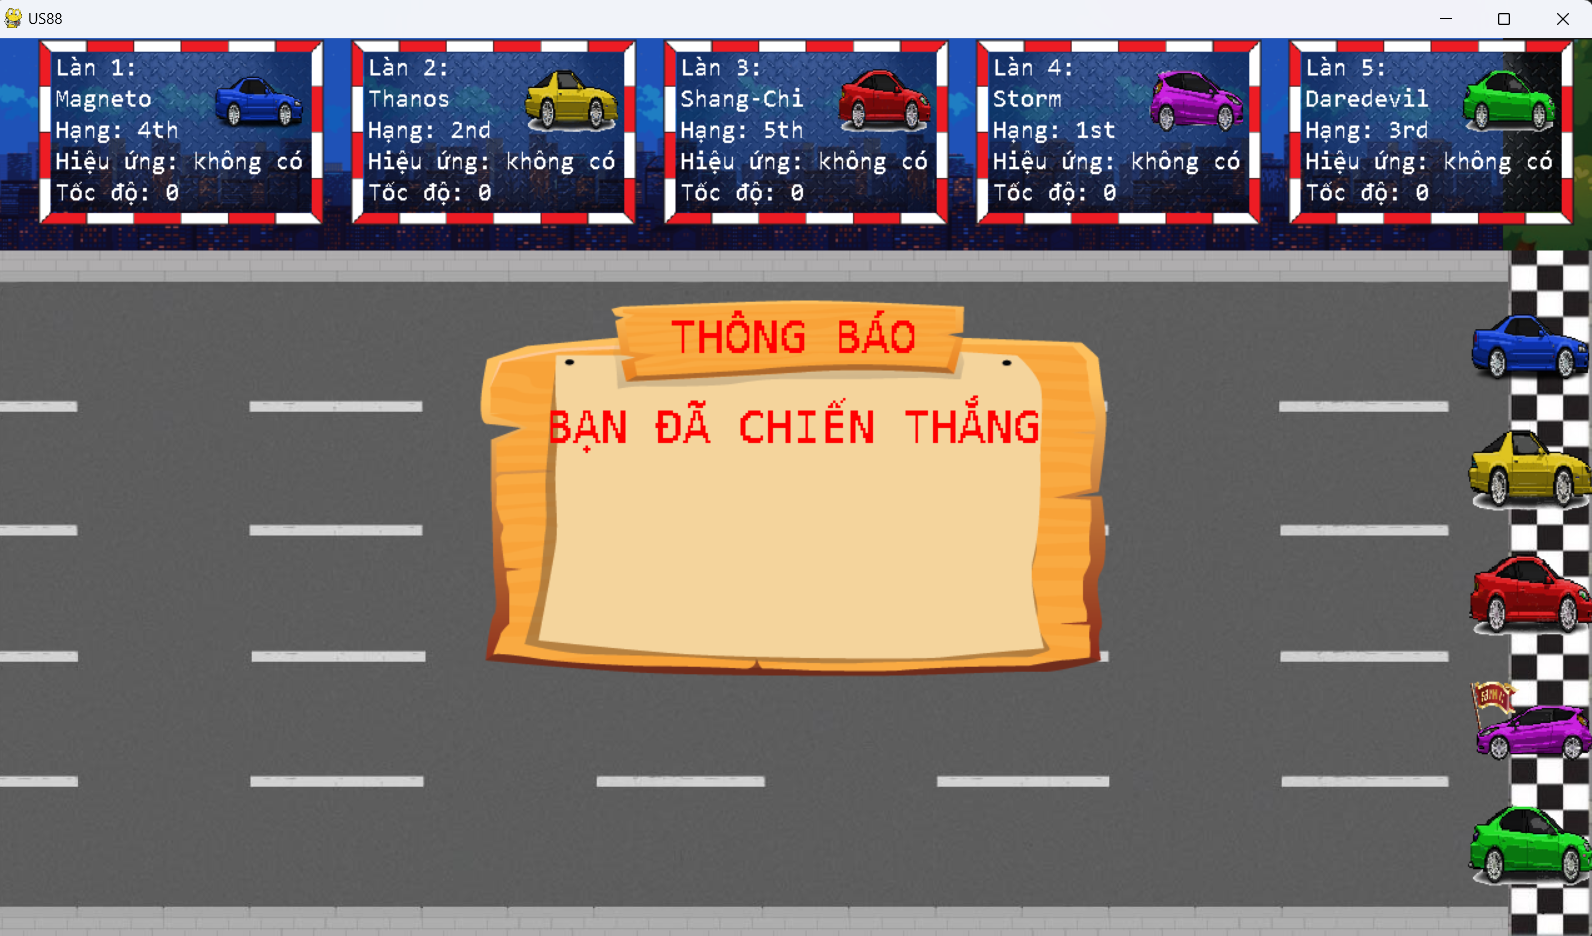 US88
Làn 1:
Magneto
Hạng: 4th
Hiệu ứng: không có
Tốc độ: 0
Làn 2:
Thanos
Hạng: 2nd
Hiệu ứng: không có
Tốc độ: 0
Làn 3:
Shang-Chi
Hạng: 5th
Hiệu ứng: không có
Tốc độ: 0
Làn 4:
Storm
Hạng: 1st
Hiệu ứng: không có
Tốc độ: 0
Làn 5:
Daredevil
Hạng: 3rd
Hiệu ứng: không có
Tốc độ: 0
THÔNG BÁO
BẠN ĐÃ CHIẾN THẮNG